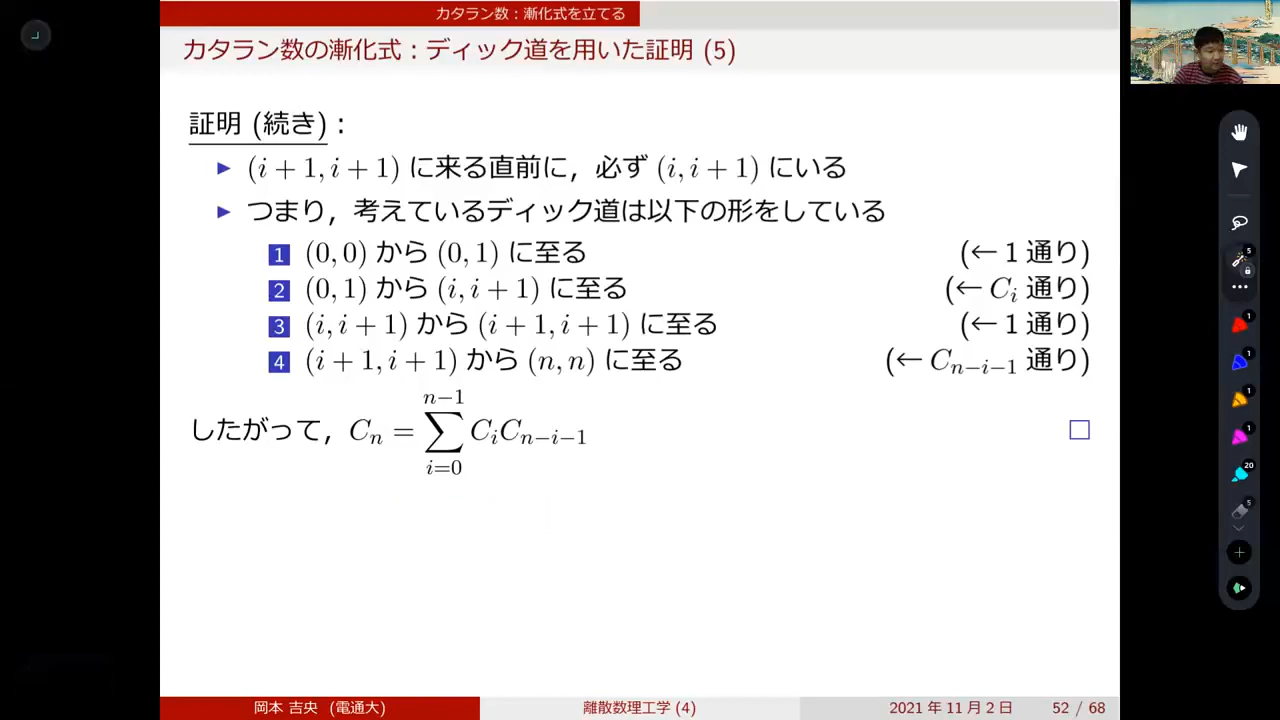 カタラン数：漸化式を立てる
カタラン数の漸化式：ディック道を用いた証明 (5)
証明 (続き)：
▶ (i + 1, i + 1) に来る直前に，必ず (i, i + 1) にいる
▶ つまり，考えているディック道は以下の形をしている
1 (0, 0) から (0, 1) に至る (← 1 通り)
2 (0, 1) から (i, i + 1) に至る (← C_i 通り)
3 (i, i + 1) から (i + 1, i + 1) に至る (← 1 通り)
4 (i + 1, i + 1) から (n, n) に至る (← C_{n−i−1} 通り)
したがって，C_n = \sum_{i=0}^{n−1} C_i C_{n−i−1} □
岡本 吉央 (電通大) 離散数理工学 (4) 2021 年 11 月 2 日 52 / 68
5
1
1
1
1
20
5